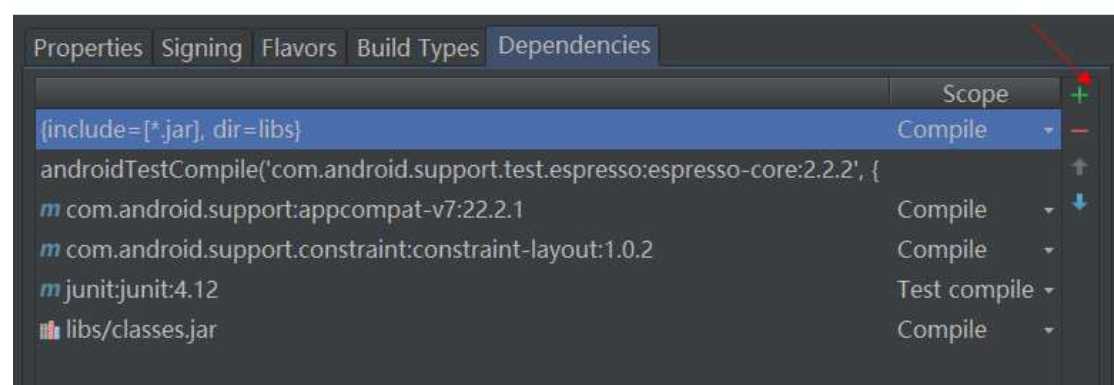 Properties Signing Flavors Build Types Dependencies
Scope
{include=[*.jar], dir=libs} Compile
androidTestCompile('com.android.support.test.espresso:espresso-core:2.2.2', {
m com.android.support:appcompat-v7:22.2.1 Compile
m com.android.support.constraint:constraint-layout:1.0.2 Compile
m junit:junit:4.12 Test compile
libs/classes.jar Compile